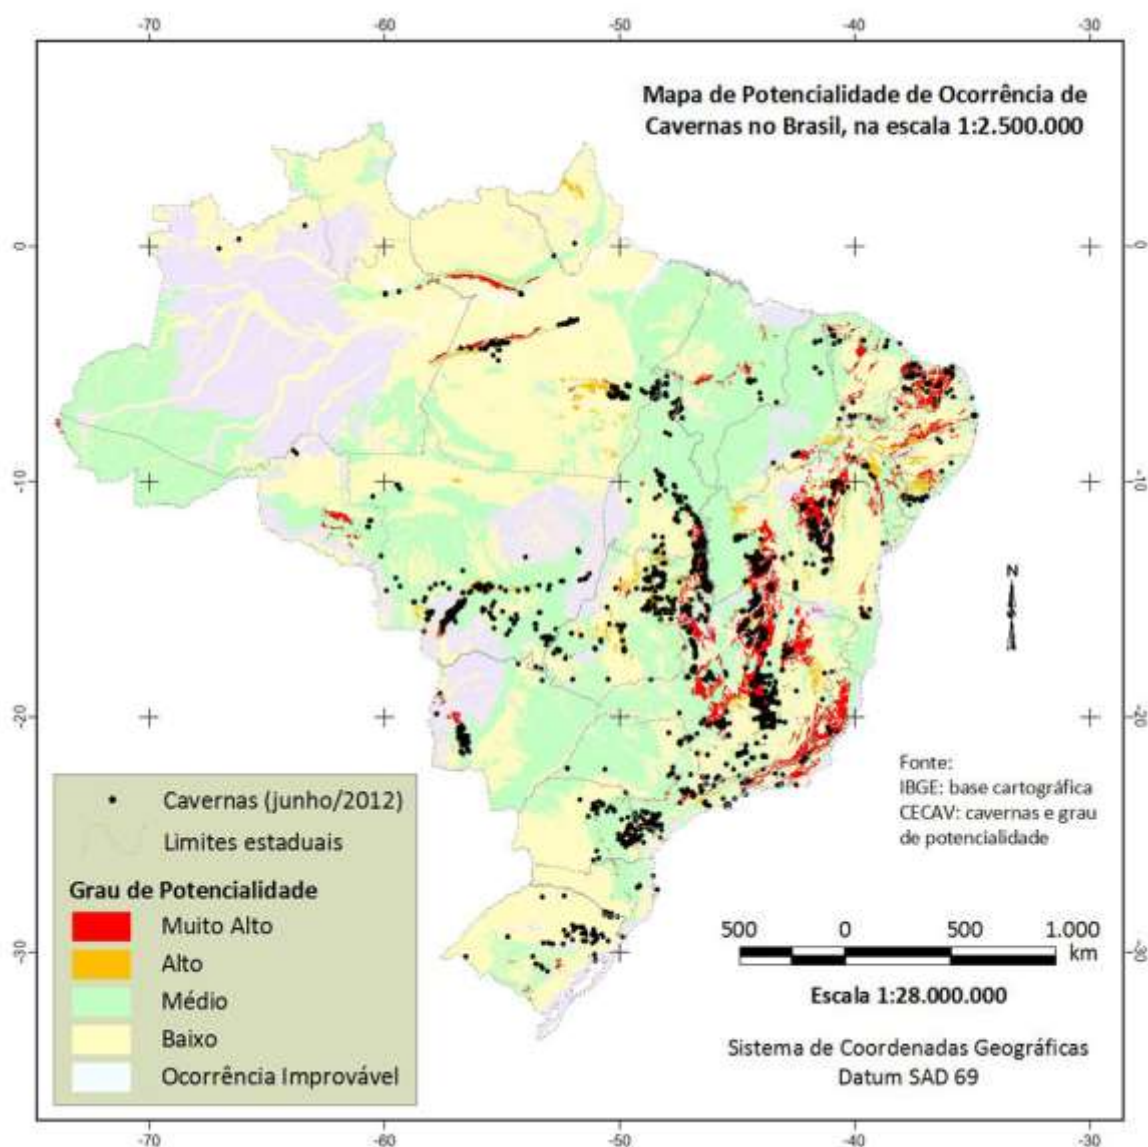 -70 -60 -50 -40 -30
Mapa de Potencialidade de Ocorrência de
Cavernas no Brasil, na escala 1:2.500.000
0 0
-10 -10
N
-20 -20
Fonte:
IBGE: base cartográfica
CECAV: cavernas e grau
de potencialidade
Cavernas (junho/2012)
Limites estaduais
Grau de Potencialidade
Muito Alto
Alto
Médio
Baixo
Ocorrência Improvável
500 0 500 1.000
km
-30 -30
Escala 1:28.000.000
Sistema de Coordenadas Geográficas
Datum SAD 69
-70 -60 -50 -40 -30